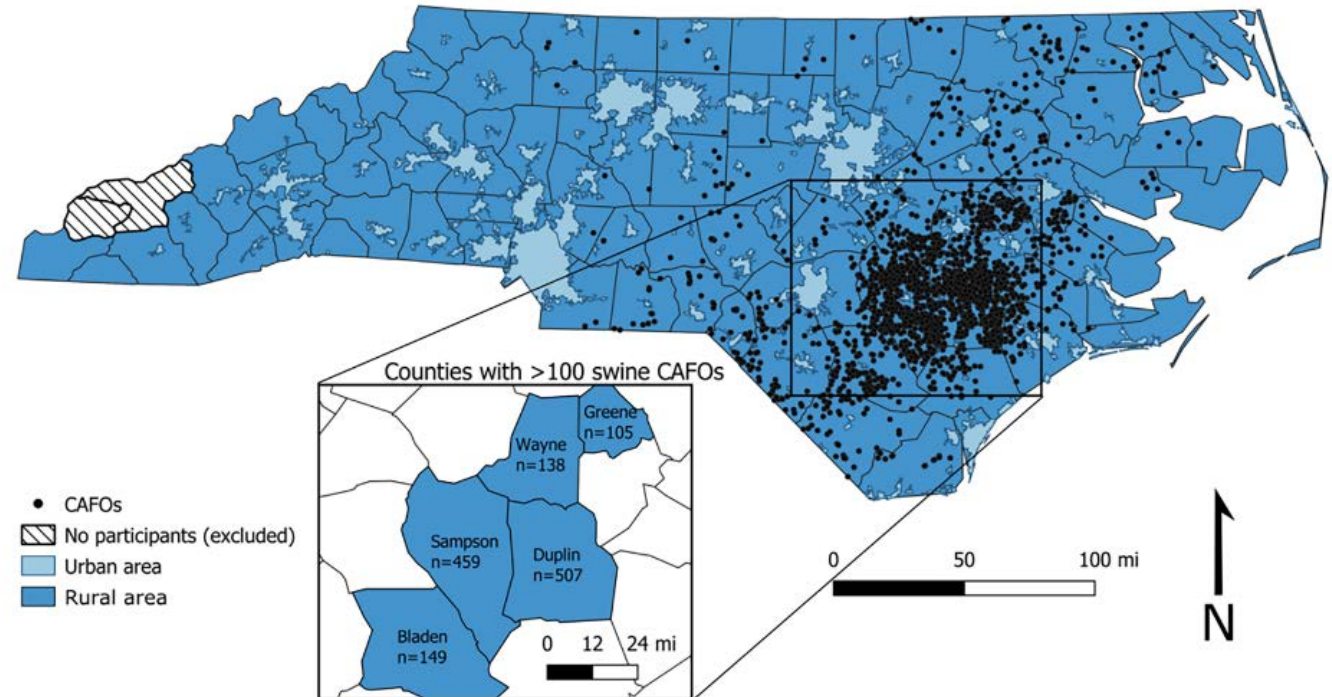 Counties with >100 swine CAFOs
Greene
n=105
Wayne
n=138
Sampson
n=459
Duplin
n=507
Bladen
n=149
0 12 24 mi
CAFOs
No participants (excluded)
Urban area
Rural area
0 50 100 mi
N